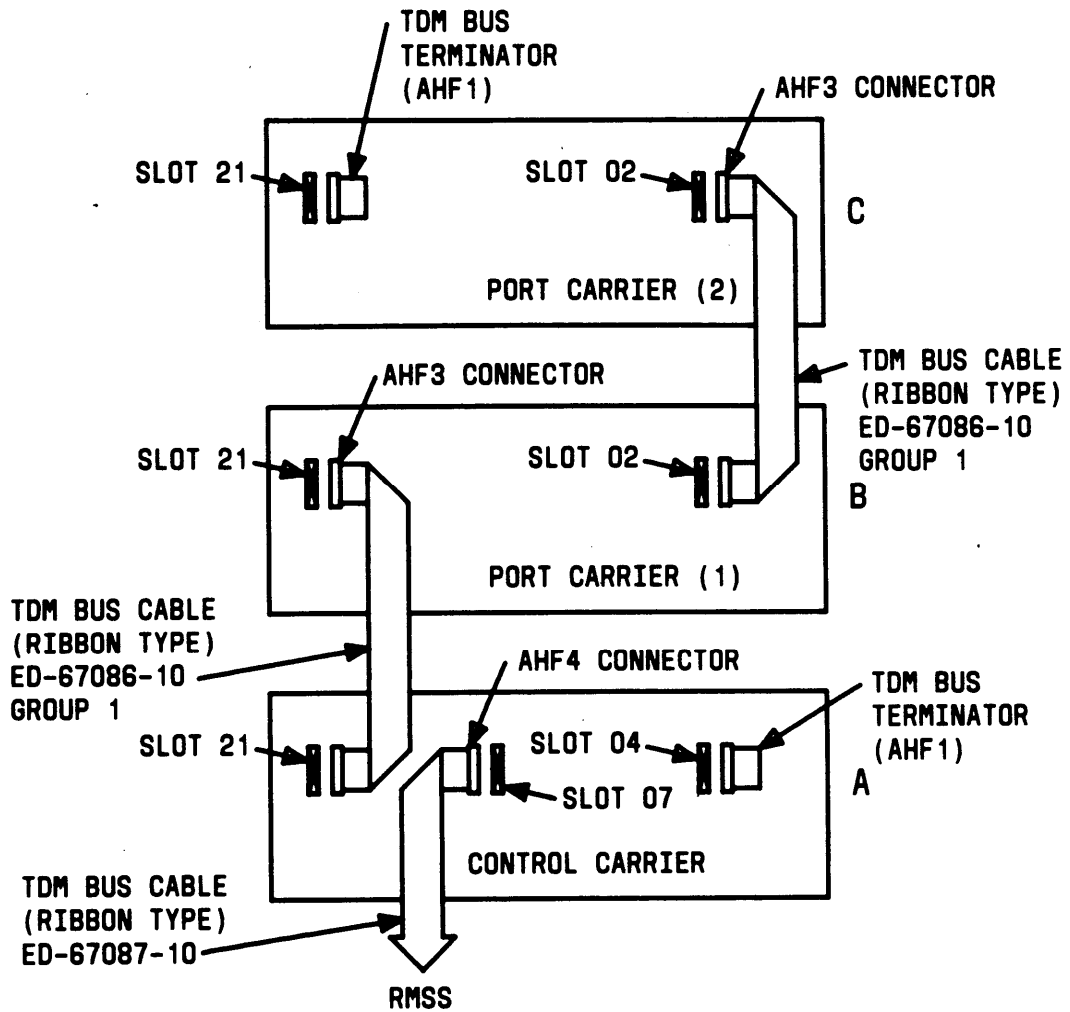 TDM BUS
TERMINATOR
(AHF1)
AHF3 CONNECTOR
SLOT 21
SLOT 02
C
PORT CARRIER (2)
TDM BUS CABLE
(RIBBON TYPE)
ED-67086-10
GROUP 1
AHF3 CONNECTOR
SLOT 21
SLOT 02
B
PORT CARRIER (1)
TDM BUS CABLE
(RIBBON TYPE)
ED-67086-10
GROUP 1
AHF4 CONNECTOR
TDM BUS
TERMINATOR
(AHF1)
SLOT 21
SLOT 04
A
SLOT 07
CONTROL CARRIER
TDM BUS CABLE
(RIBBON TYPE)
ED-67087-10
RMSS